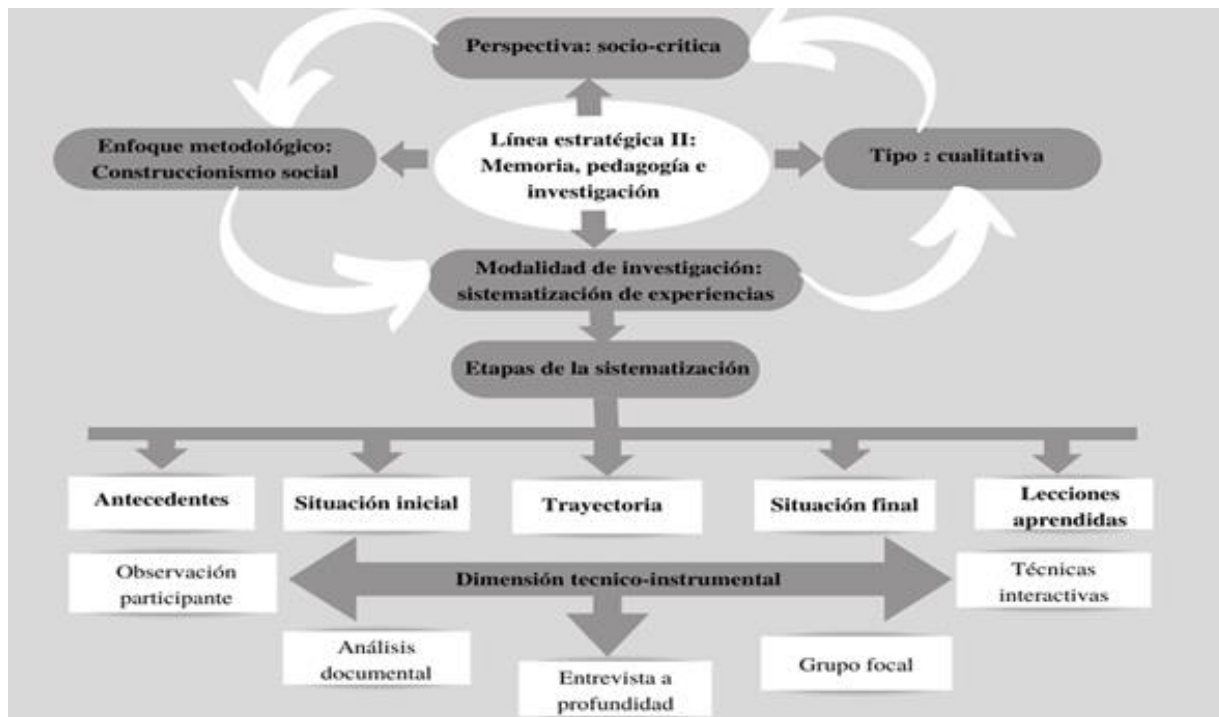 Perspectiva: socio-critica
Enfoque metodológico:
Construccionismo social
Línea estratégica II:
Memoria, pedagogía e
investigación
Tipo : cualitativa
Modalidad de investigación:
sistematización de experiencias
Etapas de la sistematización
Antecedentes
Situación inicial
Trayectoria
Situación final
Lecciones
aprendidas
Observación
participante
Dimensión tecnico-instrumental
Técnicas
interactivas
Análisis
documental
Entrevista a
profundidad
Grupo focal